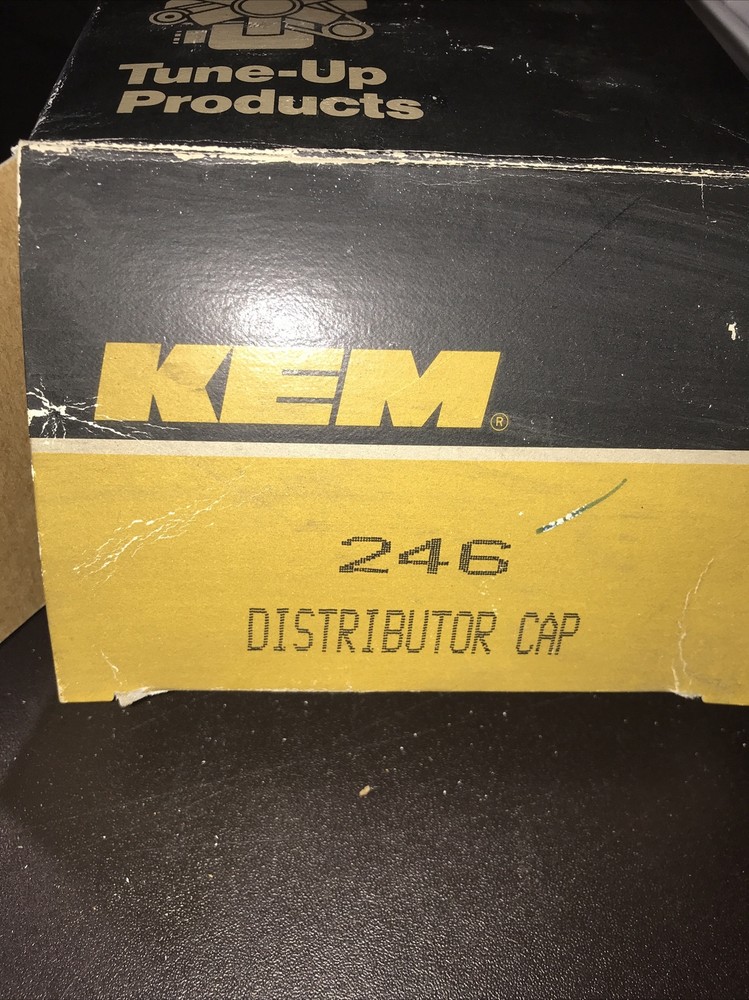 Tune-Up
Products
KEM®
246
DISTRIBUTOR CAP